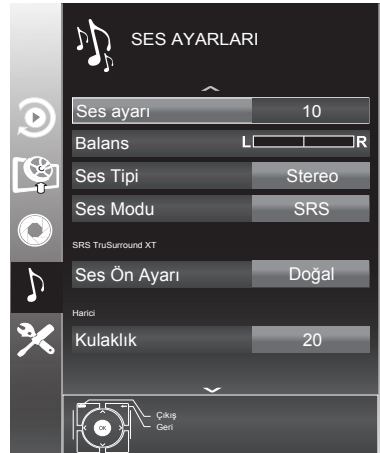 SES AYARLARI
Ses ayarı 10
Balans L R
Ses Tipi Stereo
Ses Modu SRS
SRS TruSurround XT
Ses Ön Ayarı Doğal
Harici
Kulaklık 20
Çıkış
OK Geri